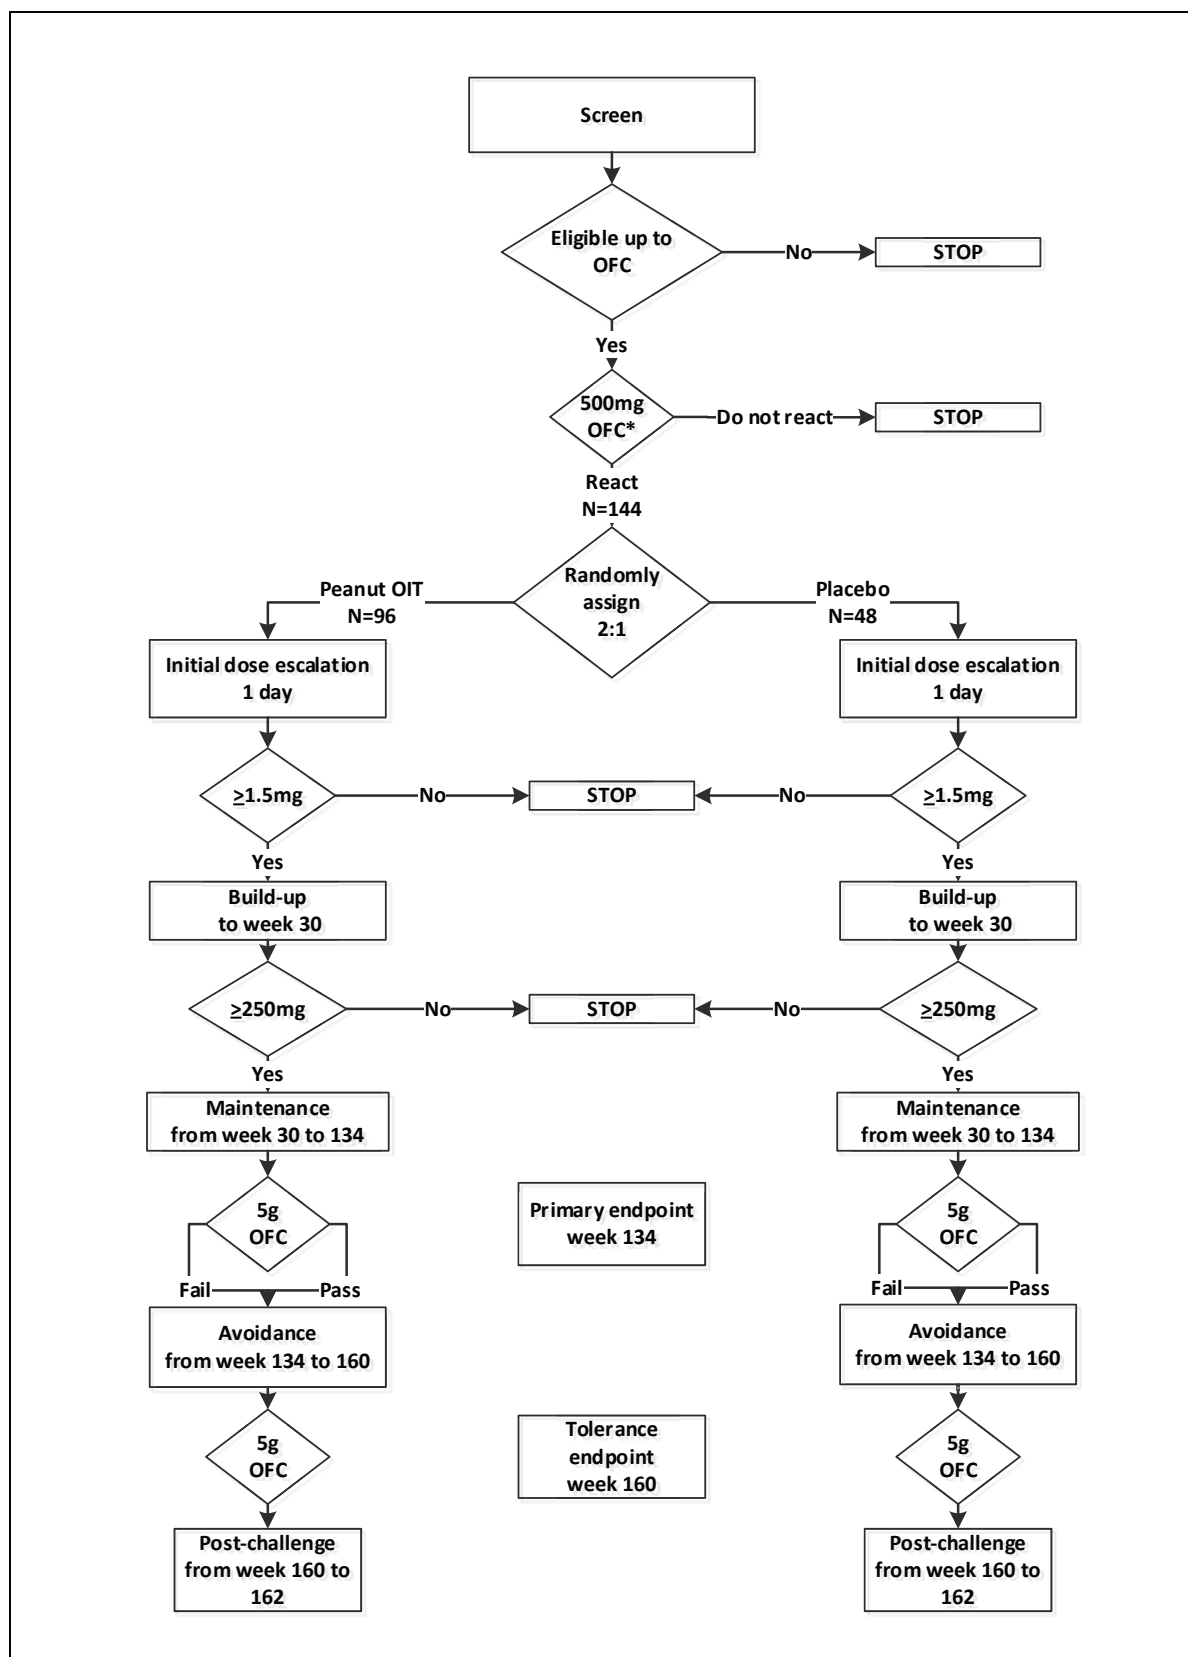 Screen
Eligible up to
OFC
No
STOP
Yes
500mg
OFC*
Do not react
STOP
React
N=144
Randomly
assign
2:1
Peanut OIT
N=96
Placebo
N=48
Initial dose escalation
1 day
Initial dose escalation
1 day
≥1.5mg
No
STOP
No
≥1.5mg
Yes
Yes
Build-up
to week 30
Build-up
to week 30
≥250mg
No
STOP
No
≥250mg
Yes
Yes
Maintenance
from week 30 to 134
Maintenance
from week 30 to 134
5g
OFC
Primary endpoint
week 134
5g
OFC
Fail
Pass
Fail
Pass
Avoidance
from week 134 to 160
Avoidance
from week 134 to 160
5g
OFC
Tolerance
endpoint
week 160
5g
OFC
Post-challenge
from week 160 to
162
Post-challenge
from week 160 to
162